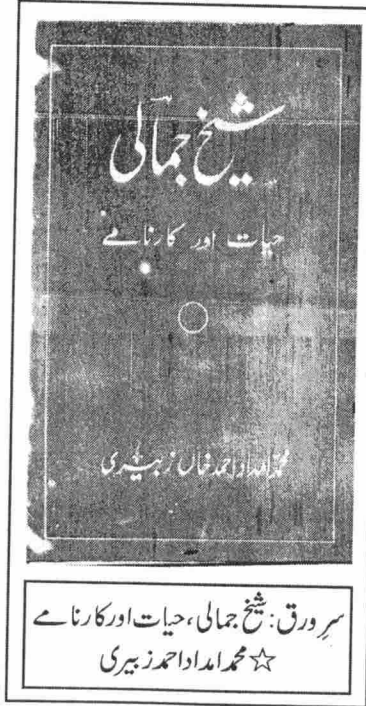 شیخ جمالی
حیات اور کارنامے
محمد امداد احمد خاں زبیری
سرِ ورق: شیخ جمالی، حیات اور کارنامے
☆ محمد امداد احمد زبیری